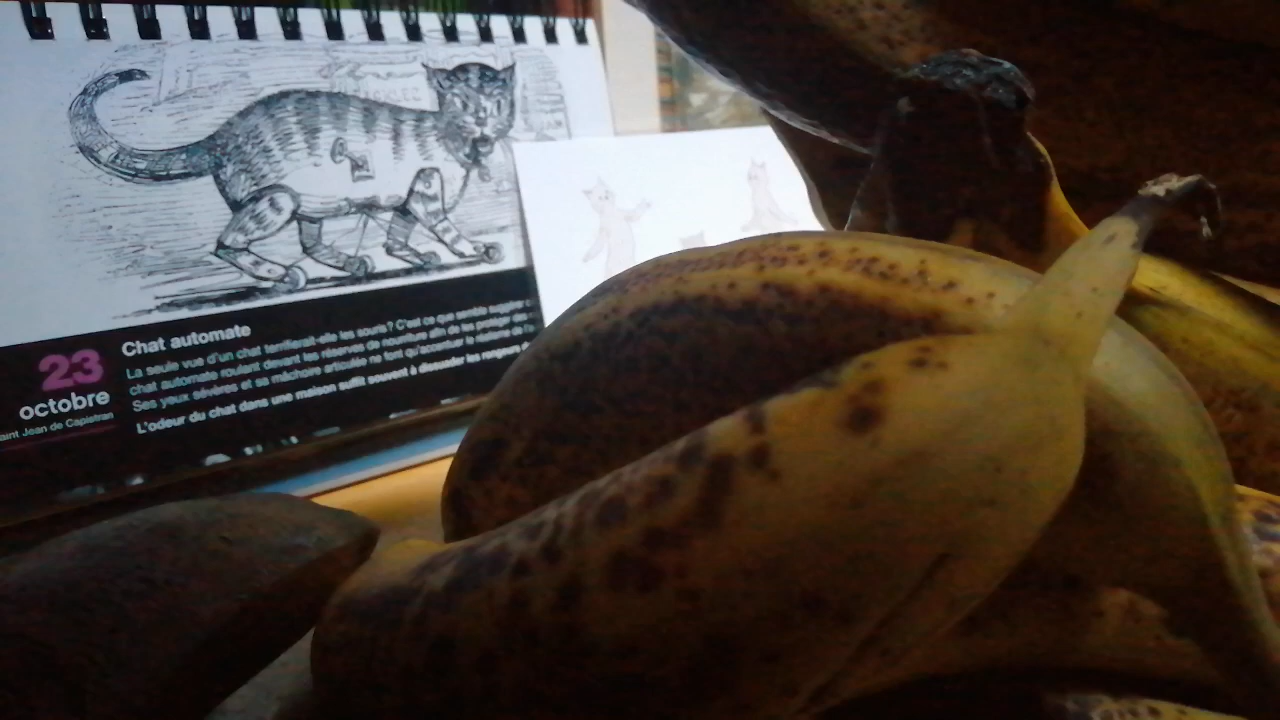 Chat automate
La seule vue d'un chat terrifierait-elle les souris? C'est ce que semble suggérer
chat automate roulant devant les réserves de nourriture afin de les protéger des
Ses yeux sévères et sa mâchoire articulée ne font qu'accentuer le réalisme de
L'odeur du chat dans une maison suffit souvent à dissuader les rongeurs
23
octobre
Saint Jean de Capistran